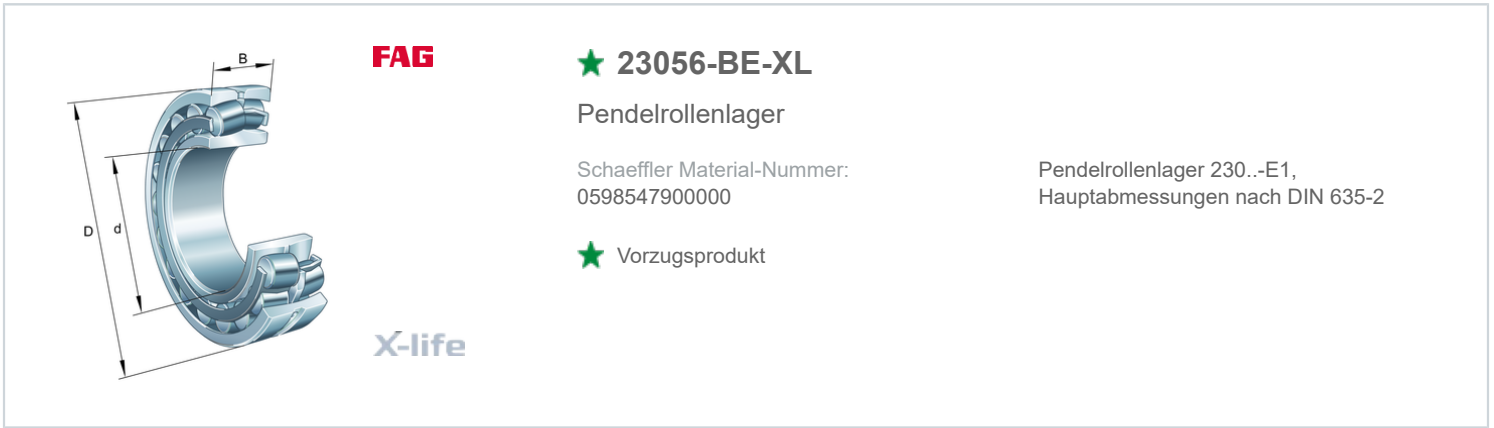 B
FAG
D
d
X-life
★ 23056-BE-XL
Pendelrollenlager
Schaeffler Material-Nummer:
0598547900000
Pendelrollenlager 230..-E1,
Hauptabmessungen nach DIN 635-2
★ Vorzugsprodukt